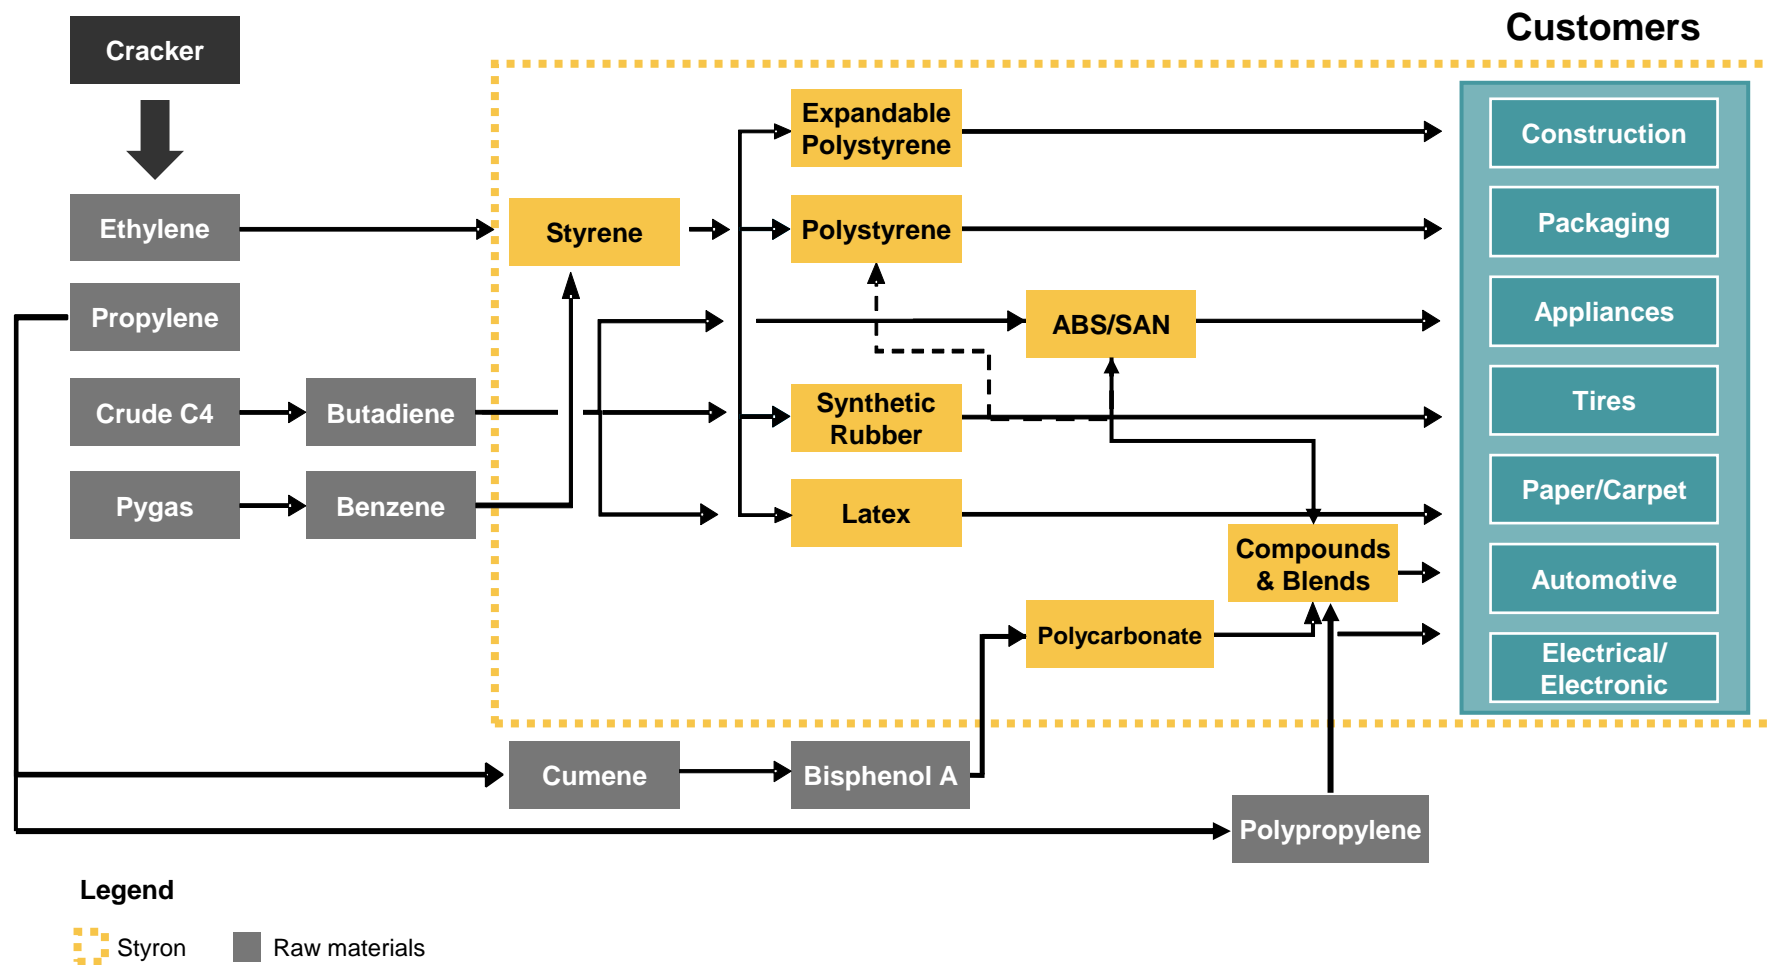 Customers
Cracker
Expandable
Polystyrene
Construction
Ethylene
Styrene
Polystyrene
Packaging
Propylene
ABS/SAN
Appliances
Crude C4
Butadiene
Synthetic
Rubber
Tires
Pygas
Benzene
Latex
Paper/Carpet
Compounds
& Blends
Automotive
Polycarbonate
Electrical/
Electronic
Cumene
Bisphenol A
Polypropylene
Legend
Styron
Raw materials